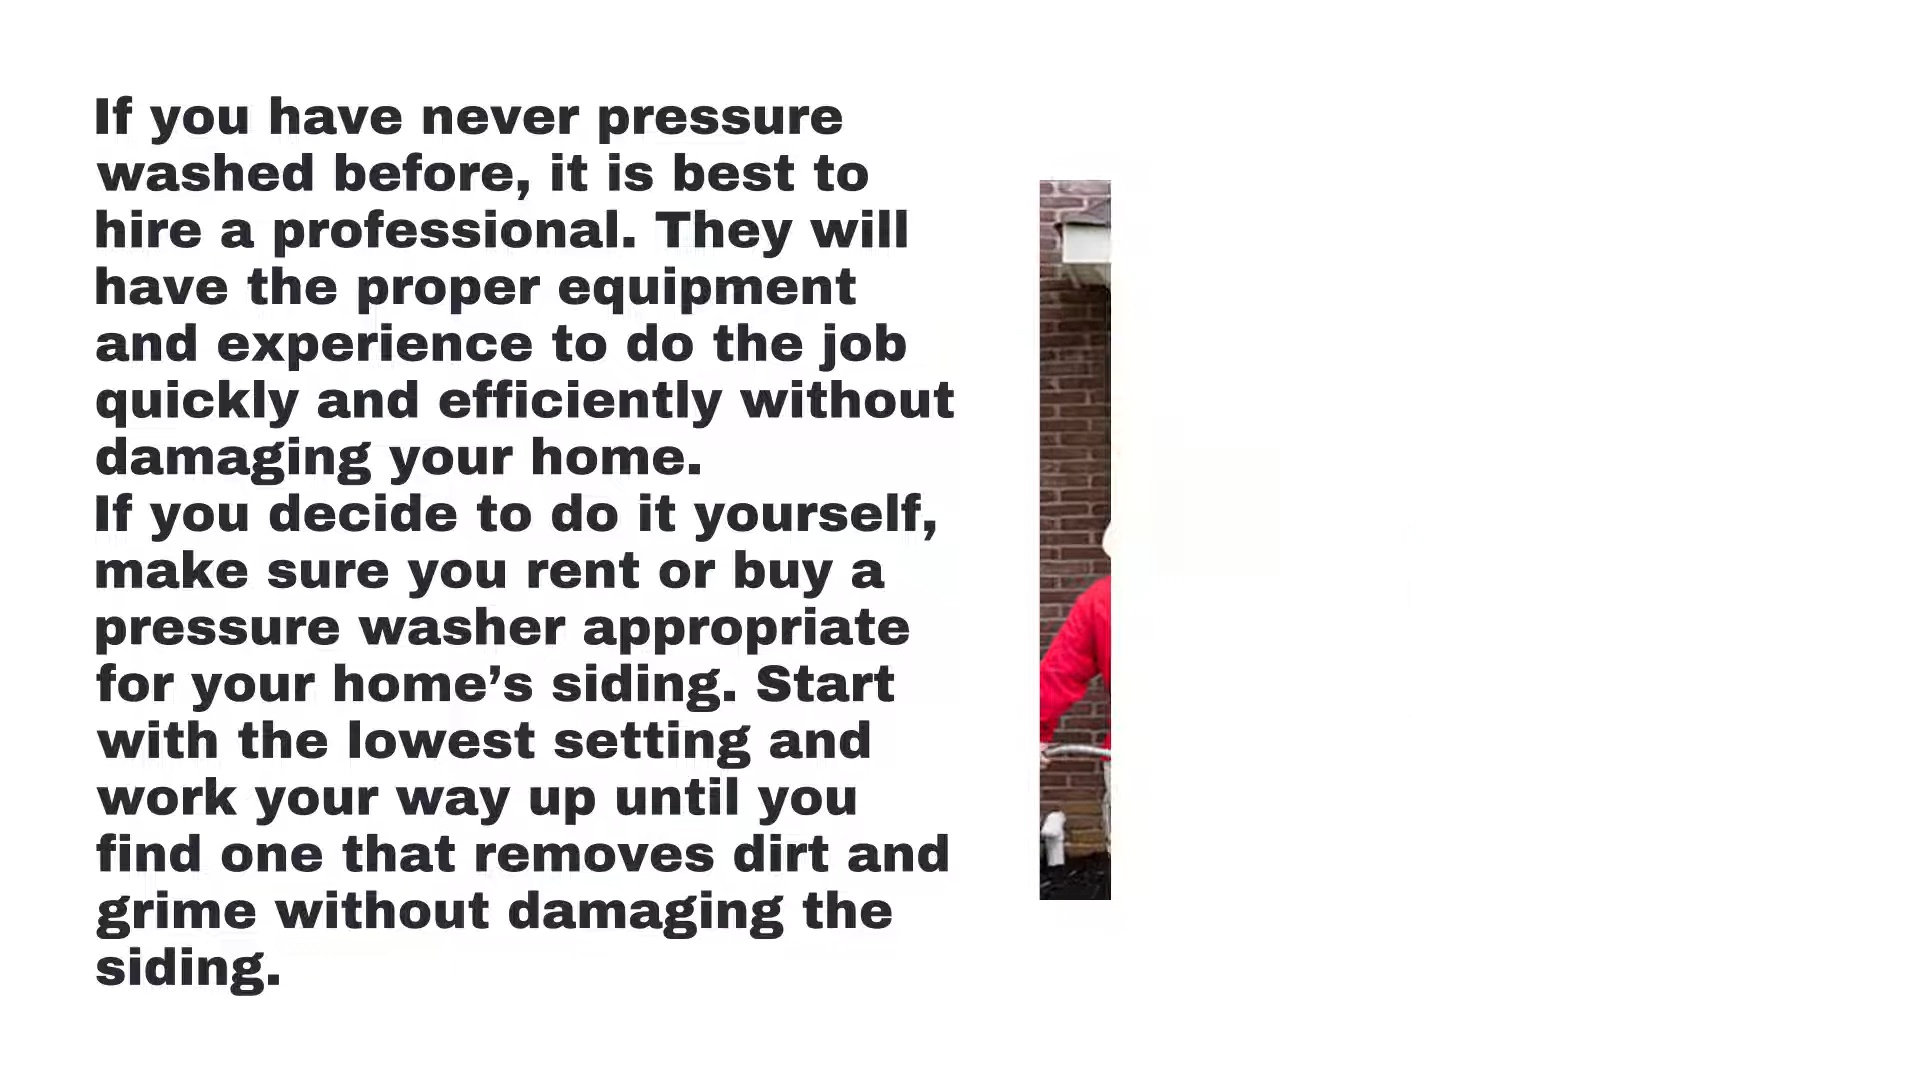 If you have never pressure
washed before, it is best to
hire a professional. They will
have the proper equipment
and experience to do the job
quickly and efficiently without
damaging your home.
If you decide to do it yourself,
make sure you rent or buy a
pressure washer appropriate
for your home’s siding. Start
with the lowest setting and
work your way up until you
find one that removes dirt and
grime without damaging the
siding.